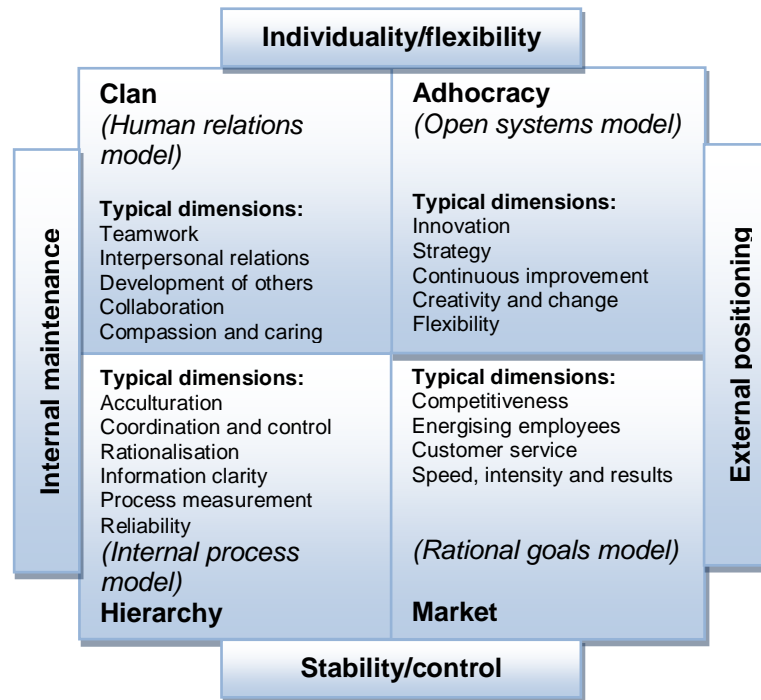 Individuality/flexibility
Clan
(Human relations
model)
Typical dimensions:
Teamwork
Interpersonal relations
Development of others
Collaboration
Compassion and caring
Adhocracy
(Open systems model)
Typical dimensions:
Innovation
Strategy
Continuous improvement
Creativity and change
Flexibility
Internal maintenance
External positioning
Typical dimensions:
Acculturation
Coordination and control
Rationalisation
Information clarity
Process measurement
Reliability
(Internal process
model)
Hierarchy
Typical dimensions:
Competitiveness
Energising employees
Customer service
Speed, intensity and results
(Rational goals model)
Market
Stability/control